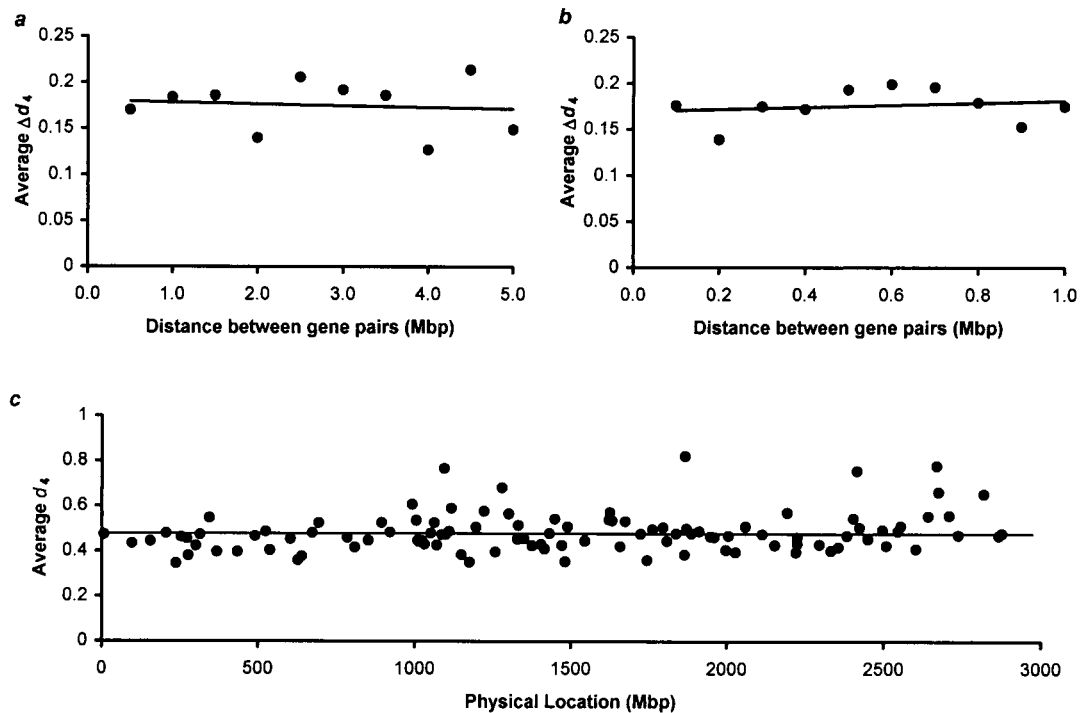 a
0.25
0.2
0.15
0.1
0.05
0
Average Δd4
0.0 1.0 2.0 3.0 4.0 5.0
Distance between gene pairs (Mbp)
b
0.25
0.20
0.15
0.10
0.05
0
Average Δd4
0.0 0.2 0.4 0.6 0.8 1.0
Distance between gene pairs (Mbp)
c
1
0.8
0.6
0.4
0.2
0
Average d4
0 500 1000 1500 2000 2500 3000
Physical Location (Mbp)